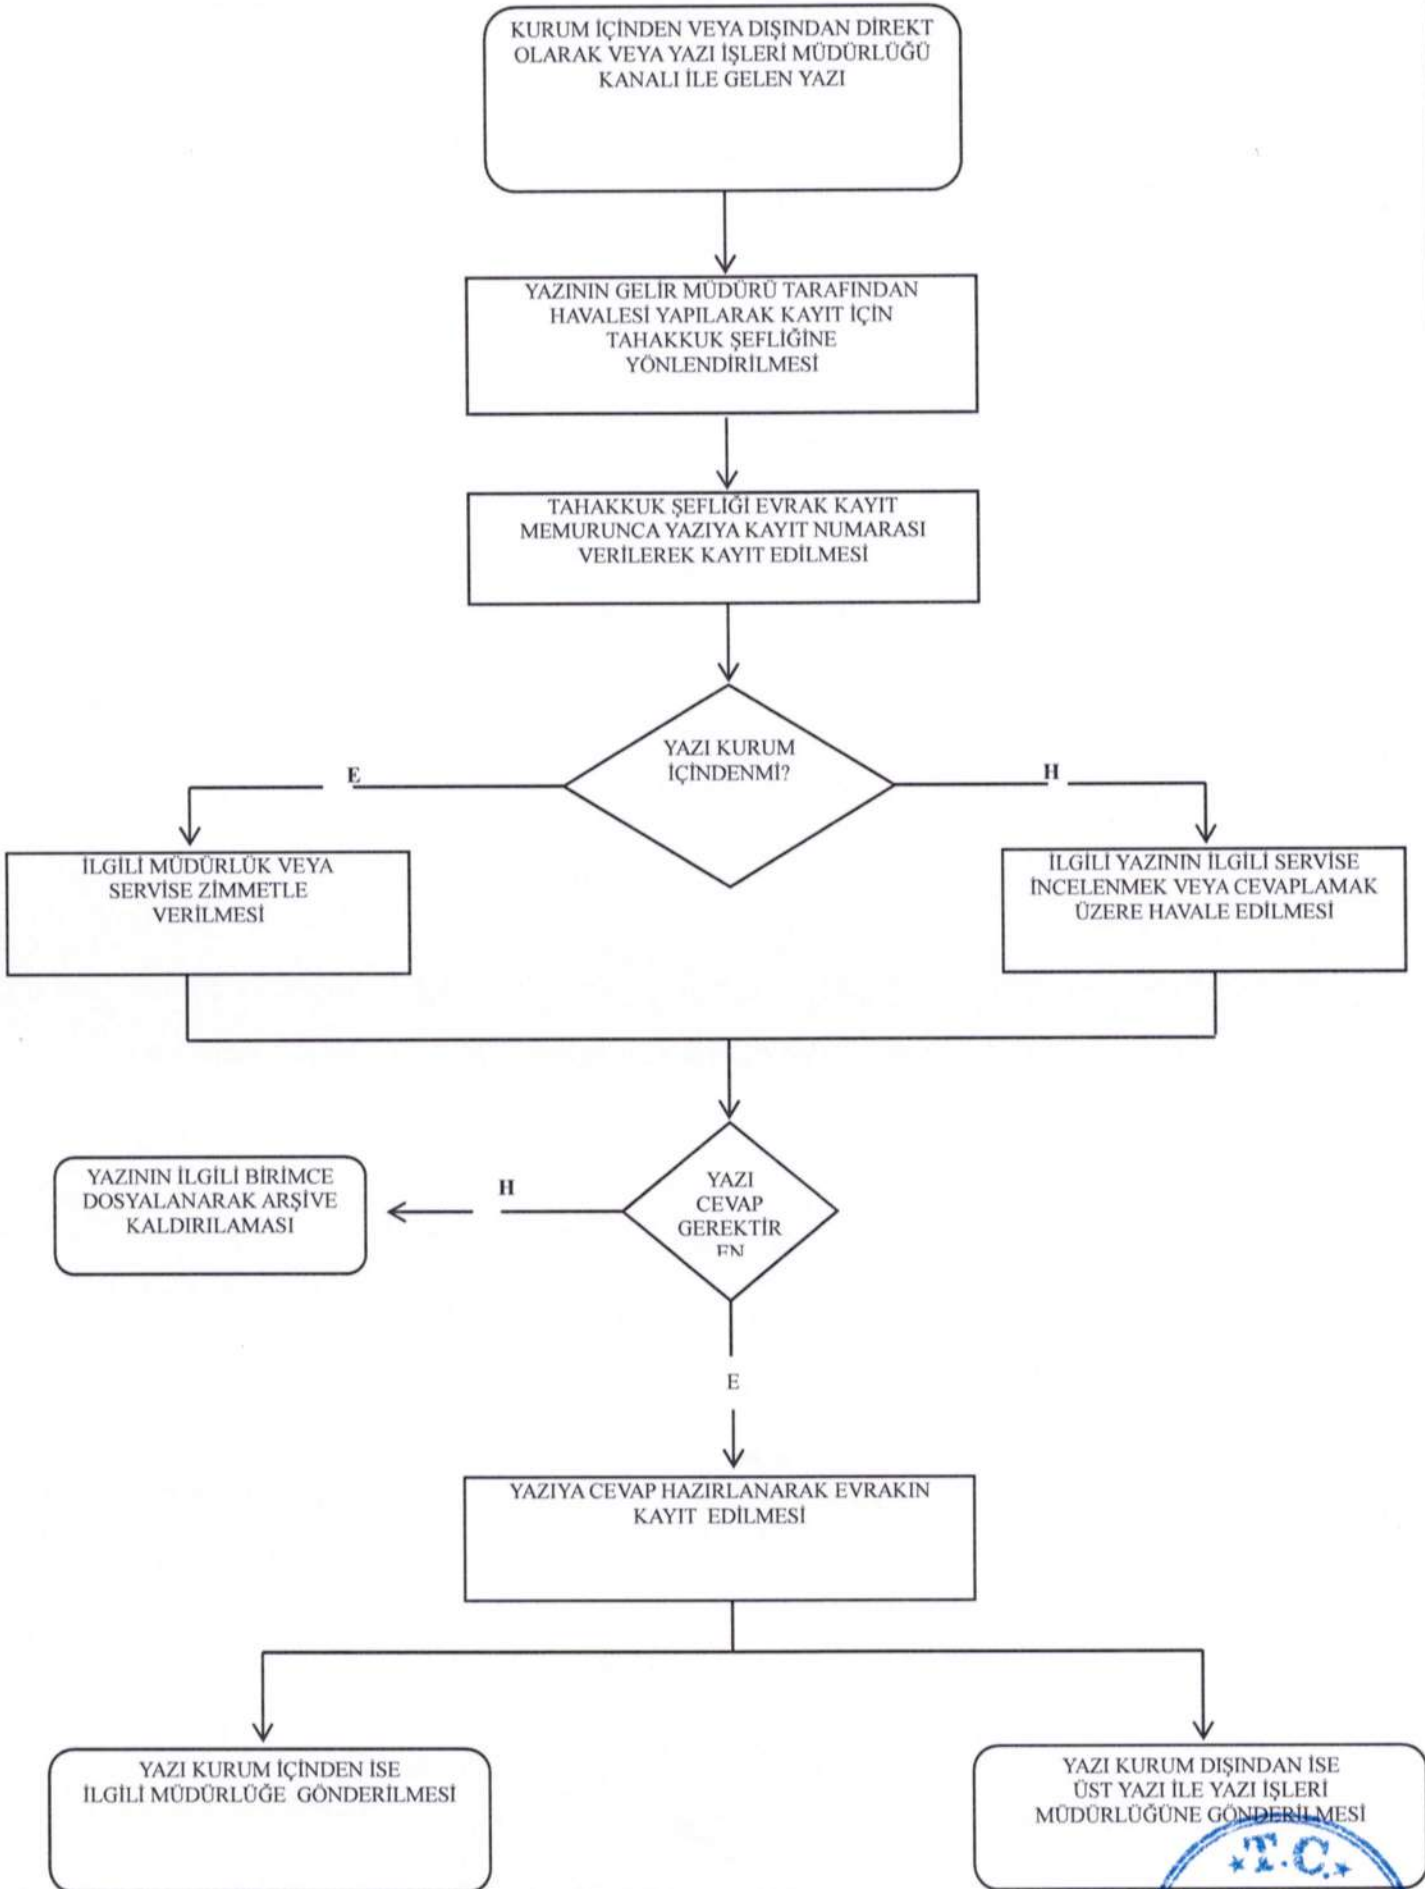 KURUM İÇİNDEN VEYA DIŞINDAN DİREKT
OLARAK VEYA YAZI İŞLERİ MÜDÜRLÜĞÜ
KANALI İLE GELEN YAZI
YAZININ GELİR MÜDÜRÜ TARAFINDAN
HAVALESİ YAPILARAK KAYIT İÇİN
TAHAKKUK ŞEFLİĞİNE
YÖNLENDİRİLMESİ
TAHAKKUK ŞEFLİĞİ EVRAK KAYIT
MEMURUNCA YAZIYA KAYIT NUMARASI
VERİLEREK KAYIT EDİLMESİ
YAZI KURUM
İÇİNDENMİ?
E
H
İLGİLİ MÜDÜRLÜK VEYA
SERVİSE ZİMMETLE
VERİLMESİ
İLGİLİ YAZININ İLGİLİ SERVİSE
İNCELENMEK VEYA CEVAPLAMAK
ÜZERE HAVALE EDİLMESİ
YAZININ İLGİLİ BİRİMCE
DOSYALANARAK ARŞİVE
KALDIRILAMASI
H
YAZI
CEVAP
GEREKTİR
EN
E
YAZIYA CEVAP HAZIRLANARAK EVRAKIN
KAYIT EDİLMESİ
YAZI KURUM İÇİNDEN İSE
İLGİLİ MÜDÜRLÜĞE GÖNDERİLMESİ
YAZI KURUM DIŞINDAN İSE
ÜST YAZI İLE YAZI İŞLERİ
MÜDÜRLÜĞÜNE GÖNDERİLMESİ
T.C.